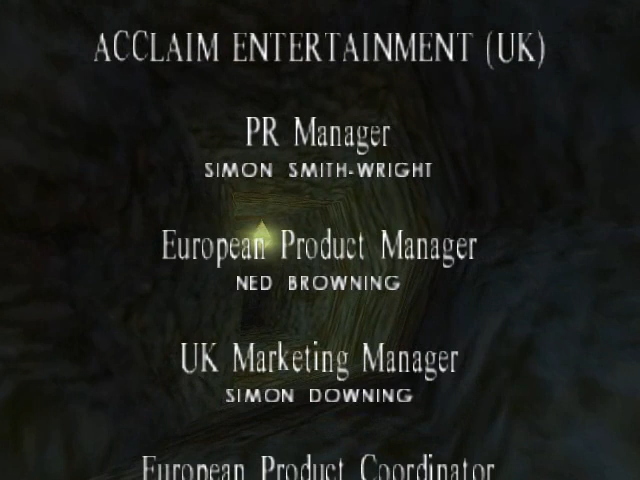 ACCLAIM ENTERTAINMENT (UK)
PR Manager
SIMON SMITH-WRIGHT
European Product Manager
NED BROWNING
UK Marketing Manager
SIMON DOWNING
European Product Coordinator